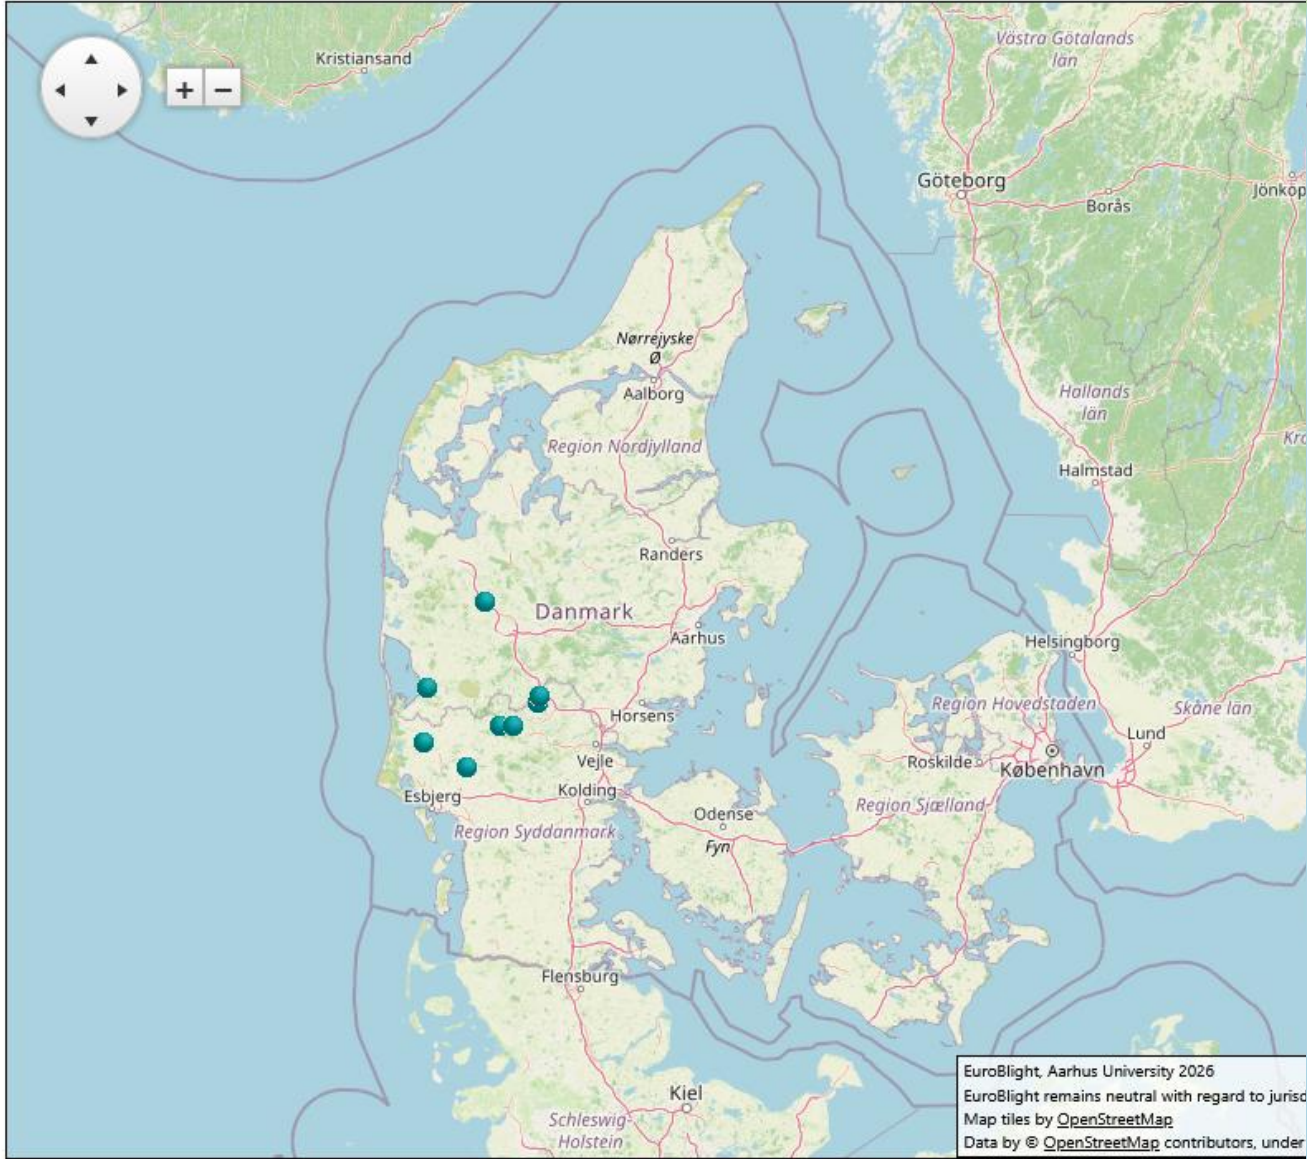 Kristiansand
Västra Götalands
län
+ −
Göteborg
Borås
Jönköp
Nørrejyske
Ø
Aalborg
Hallands
län
Region Nordjylland
Kro
Halmstad
Randers
Danmark
Aarhus
Helsingborg
Horsens
Region Hovedstaden
Skåne län
Lund
Vejle
Roskilde
København
Kolding
Esbjerg
Odense
Region Sjælland
Region Syddanmark
Fyn
Flensburg
Kiel
Schleswig-
Holstein
EuroBlight, Aarhus University 2026
EuroBlight remains neutral with regard to jurisd
Map tiles by OpenStreetMap
Data by © OpenStreetMap contributors, under